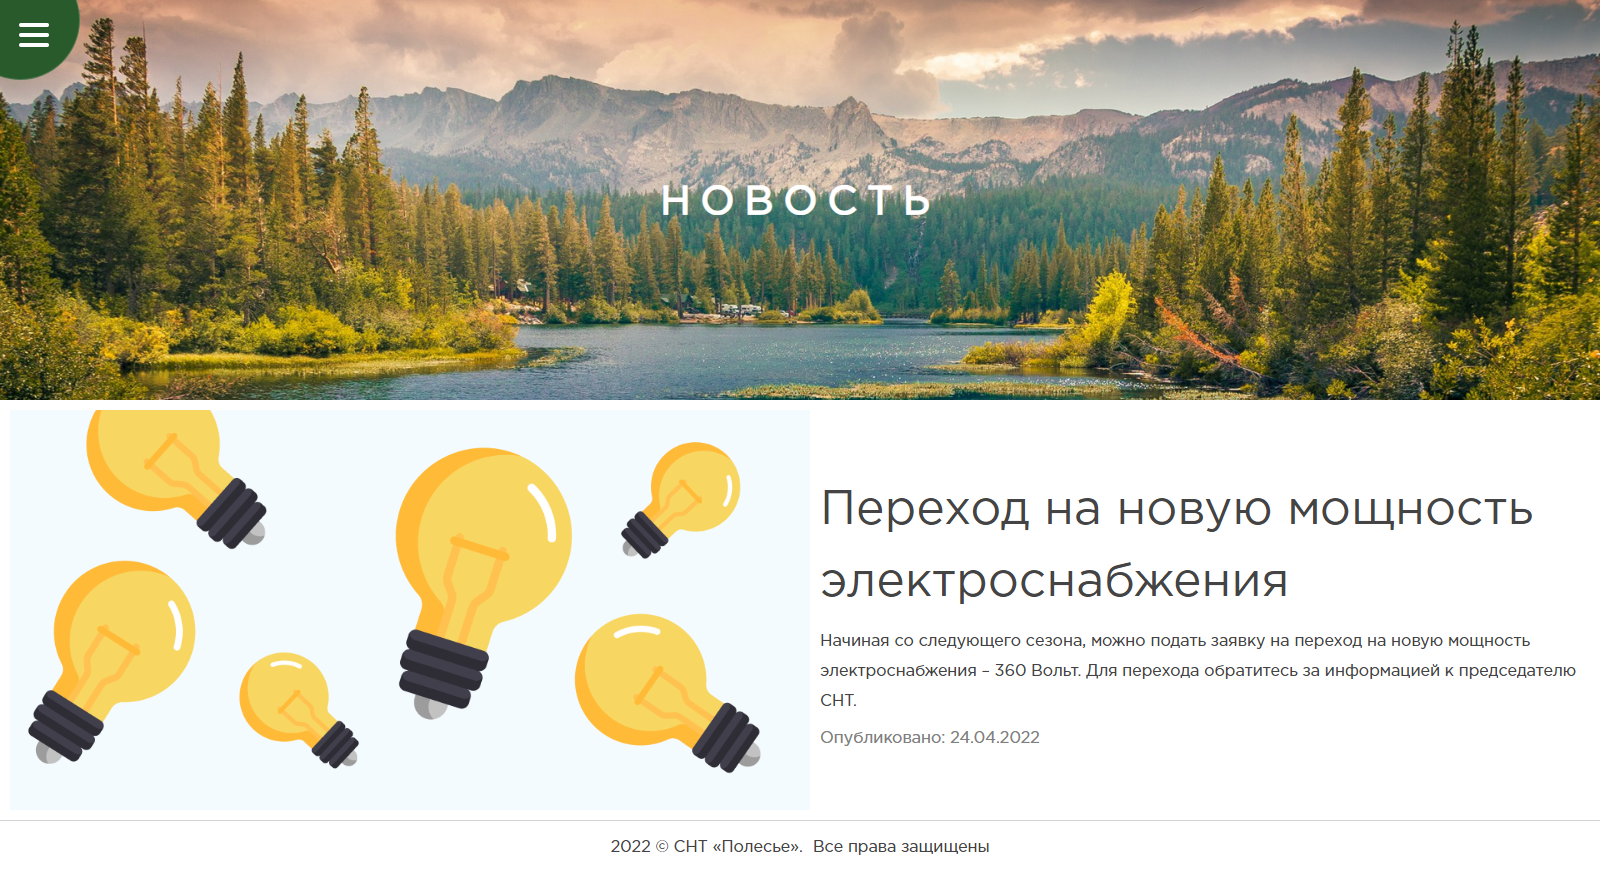 НОВОСТЬ
Переход на новую мощность
электроснабжения
Начиная со следующего сезона, можно подать заявку на переход на новую мощность
электроснабжения – 360 Вольт. Для перехода обратитесь за информацией к председателю
СНТ.
Опубликовано: 24.04.2022
2022 © СНТ «Полесье». Все права защищены